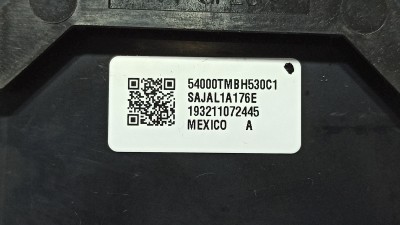 54000TMBH530C1
SAJAL1A176E
193211072445
MEXICO A